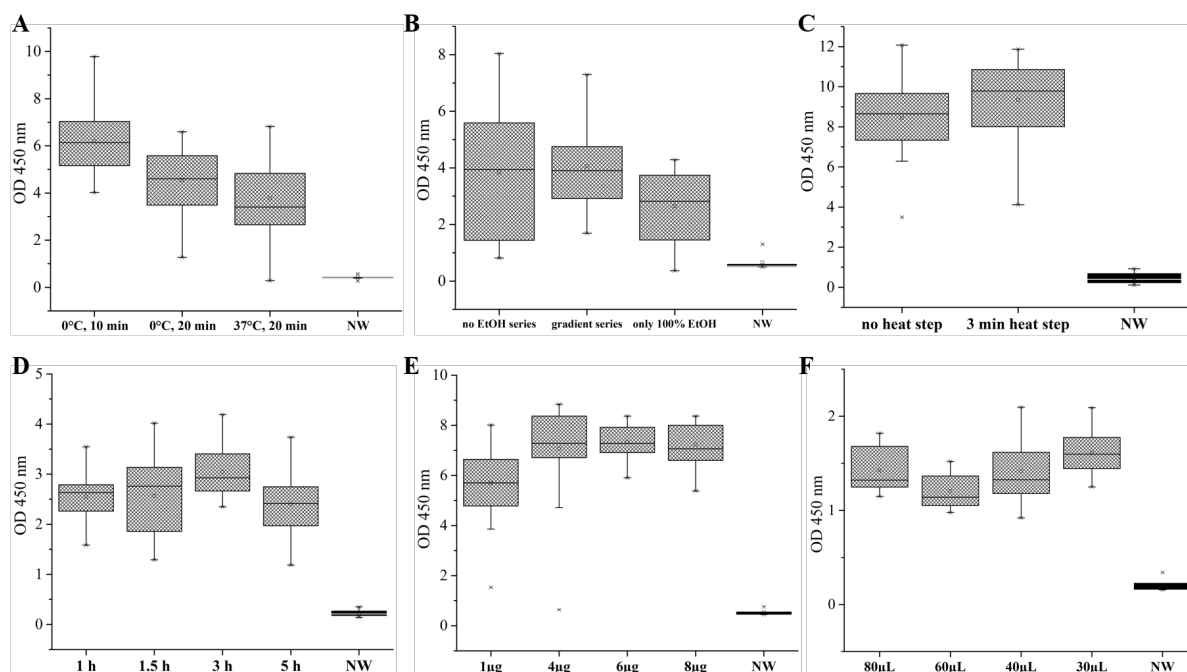 A
OD 450 nm
10
8
6
4
2
0
0°C, 10 min 0°C, 20 min 37°C, 20 min NW
B
OD 450 nm
8
6
4
2
0
no EtOH series gradient series only 100% EtOH NW
C
OD 450 nm
12
10
8
6
4
2
0
no heat step 3 min heat step NW
D
OD 450 nm
5
4
3
2
1
0
1 h 1.5 h 3 h 5 h NW
E
OD 450 nm
10
8
6
4
2
0
1µg 4µg 6µg 8µg NW
F
OD 450 nm
2
1
0
80µL 60µL 40µL 30µL NW